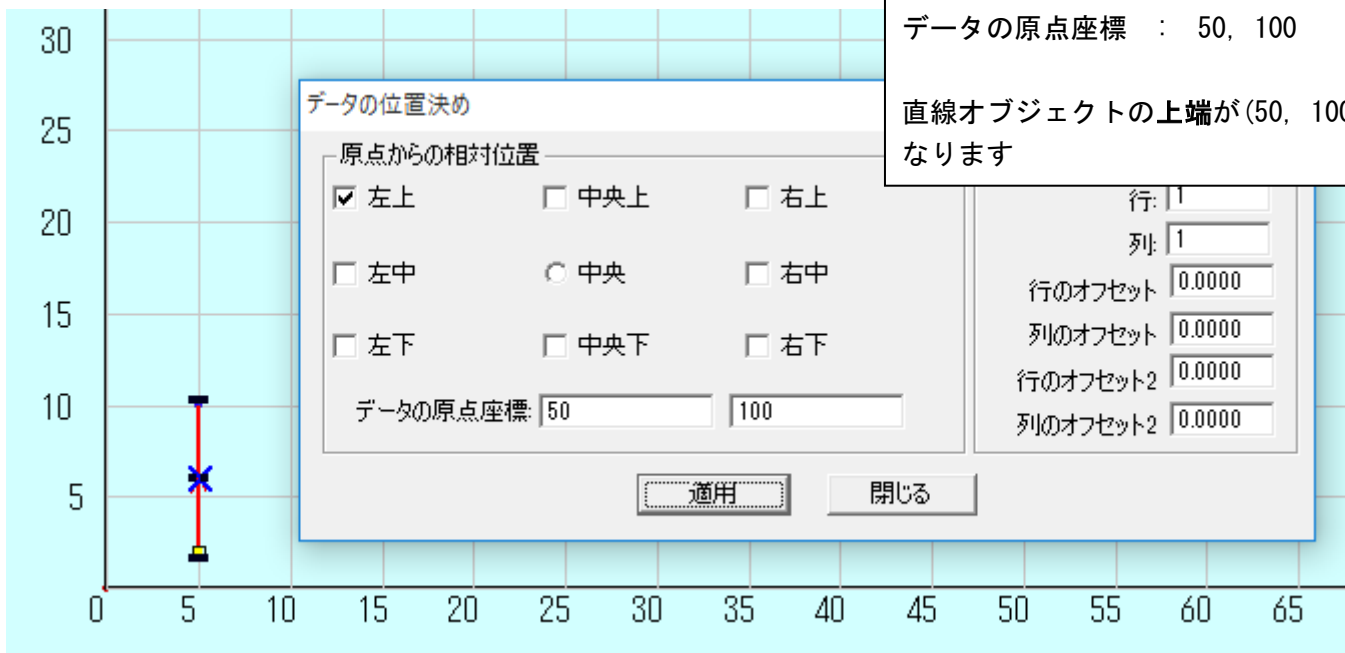 データの原点座標 : 50, 100
直線オブジェクトの上端が(50, 100
なります
データの位置決め
原点からの相対位置
左上 中央上 右上
左中 中央 右中
左下 中央下 右下
データの原点座標: 50 100
行: 1
列: 1
行のオフセット 0.0000
列のオフセット 0.0000
行のオフセット2 0.0000
列のオフセット2 0.0000
適用 閉じる
30
25
20
15
10
5
0 5 10 15 20 25 30 35 40 45 50 55 60 65